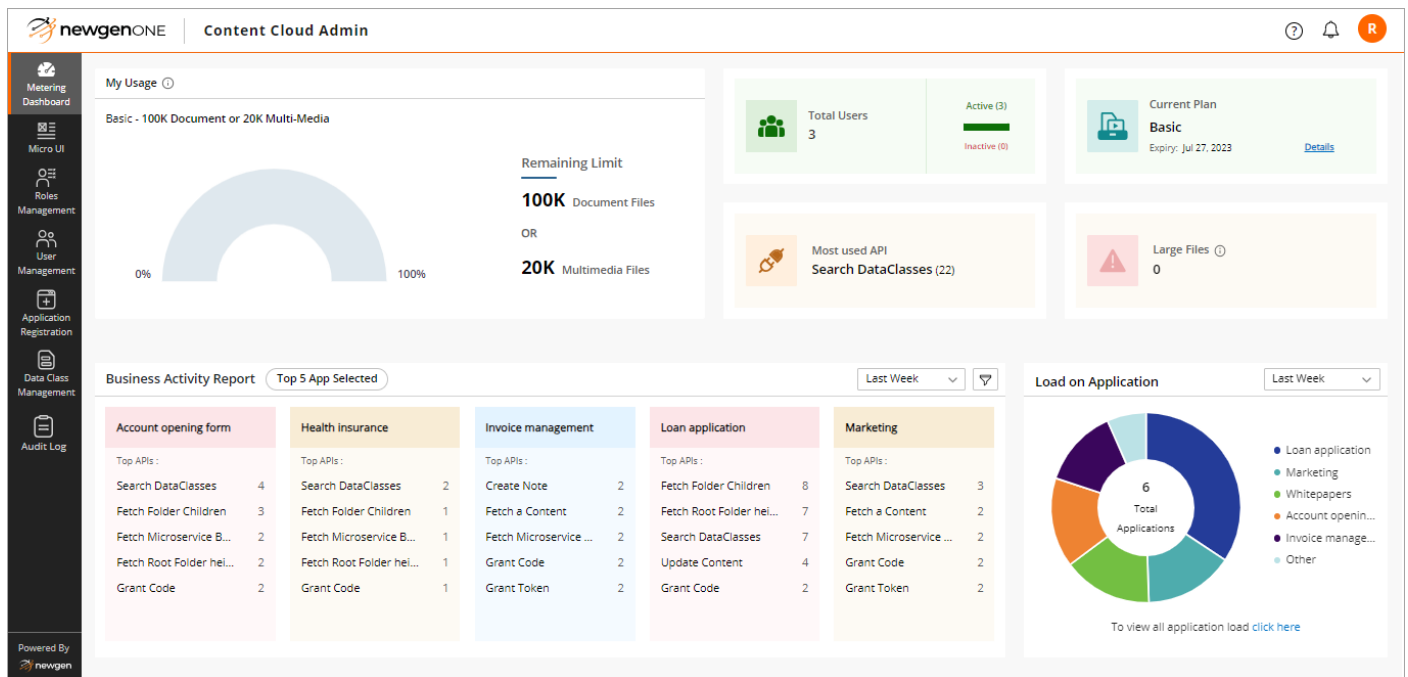 newgenONE
Content Cloud Admin
R
Metering
Dashboard
Micro UI
Roles
Management
User
Management
Application
Registration
Data Class
Management
Audit Log
Powered By
newgen
My Usage
Basic - 100K Document or 20K Multi-Media
0%
100%
Remaining Limit
100K Document Files
OR
20K Multimedia Files
Total Users
3
Active (3)
Inactive (0)
Current Plan
Basic
Expiry: Jul 27, 2023
Details
Most used API
Search DataClasses (22)
Large Files
0
Business Activity Report
Top 5 App Selected
Last Week
Account opening form
Top APIs :
Search DataClasses 4
Fetch Folder Children 3
Fetch Microservice B... 2
Fetch Root Folder hei... 2
Grant Code 2
Health insurance
Top APIs :
Search DataClasses 2
Fetch Folder Children 1
Fetch Microservice B... 1
Fetch Root Folder hei... 1
Grant Code 1
Invoice management
Top APIs :
Create Note 2
Fetch a Content 2
Fetch Microservice ... 2
Grant Code 2
Grant Token 2
Loan application
Top APIs :
Fetch Folder Children 8
Fetch Root Folder hei... 7
Search DataClasses 7
Update Content 4
Grant Code 2
Marketing
Top APIs :
Search DataClasses 3
Fetch a Content 2
Fetch Microservice ... 2
Grant Code 2
Grant Token 2
Load on Application
Last Week
6
Total
Applications
Loan application
Marketing
Whitepapers
Account openin...
Invoice manage...
Other
To view all application load click here